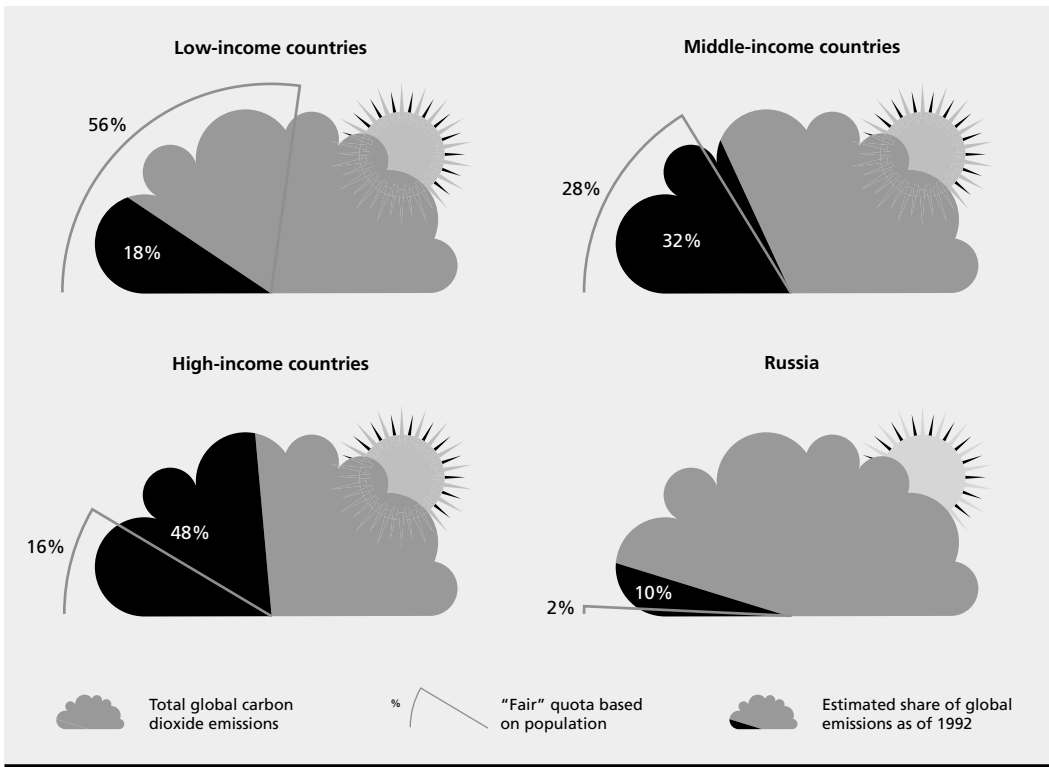 Low-income countries
56%
18%
Middle-income countries
28%
32%
High-income countries
16%
48%
Russia
2%
10%
Total global carbon
dioxide emissions
%
“Fair” quota based
on population
Estimated share of global
emissions as of 1992